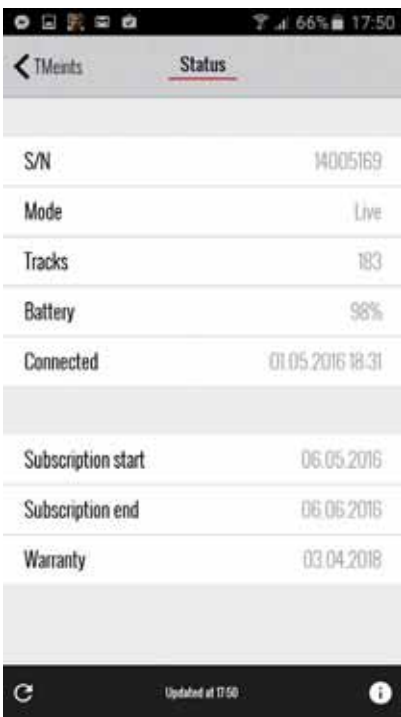 66% 17:50
TMeints Status
S/N 14005169
Mode Live
Tracks 183
Battery 98%
Connected 01.05.2016 18:31
Subscription start 06.05.2016
Subscription end 06.06.2016
Warranty 03.04.2018
Updated at 17:50